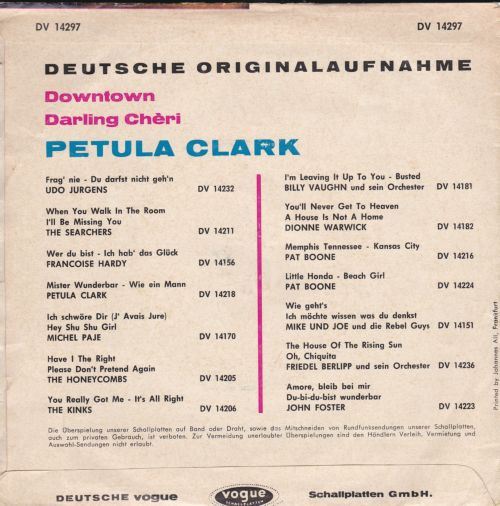 DV 14297 DV 14297
DEUTSCHE ORIGINALAUFNAHME
Downtown
Darling Chèri
PETULA CLARK
Frag' nie - Du darfst nicht geh'n
UDO JURGENS DV 14232
When You Walk In The Room
I'll Be Missing You
THE SEARCHERS DV 14211
Wer du bist - Ich hab' das Glück
FRANCOISE HARDY DV 14156
Mister Wunderbar - Wie ein Mann
PETULA CLARK DV 14218
Ich schwöre Dir (J' Avais Jure)
Hey Shu Shu Girl
MICHEL PAJE DV 14170
Have I The Right
Please Don't Pretend Again
THE HONEYCOMBS DV 14205
You Really Got Me - It's All Right
THE KINKS DV 14206
I'm Leaving It Up To You - Busted
BILLY VAUGHN und sein Orchester DV 14181
You'll Never Get To Heaven
A House Is Not A Home
DIONNE WARWICK DV 14182
Memphis Tennessee - Kansas City
PAT BOONE DV 14216
Little Honda - Beach Girl
PAT BOONE DV 14224
Wie geht's
Ich möchte wissen was du denkst
MIKE UND JOE und die Rebel Guys DV 14151
The House Of The Rising Sun
Oh, Chiquita
FRIEDEL BERLIPP und sein Orchester DV 14236
Amore, bleib bei mir
Du-bi-du-bist wunderbar
JOHN FOSTER DV 14223
Printed by Johannes Alt, Frankfurt
Die Überspielung unserer Schallplatten auf Band oder Draht, sowie das Mitschneiden von Rundfunksendungen unserer Schallplatten,
auch zum privaten Gebrauch, ist verboten. Zur Vermeidung unerlaubter Überspielungen sind den Händlern Verleih, Vermietung und
Auswahl-Sendungen nicht erlaubt.
DEUTSCHE vogue vogue Schallplatten GmbH.